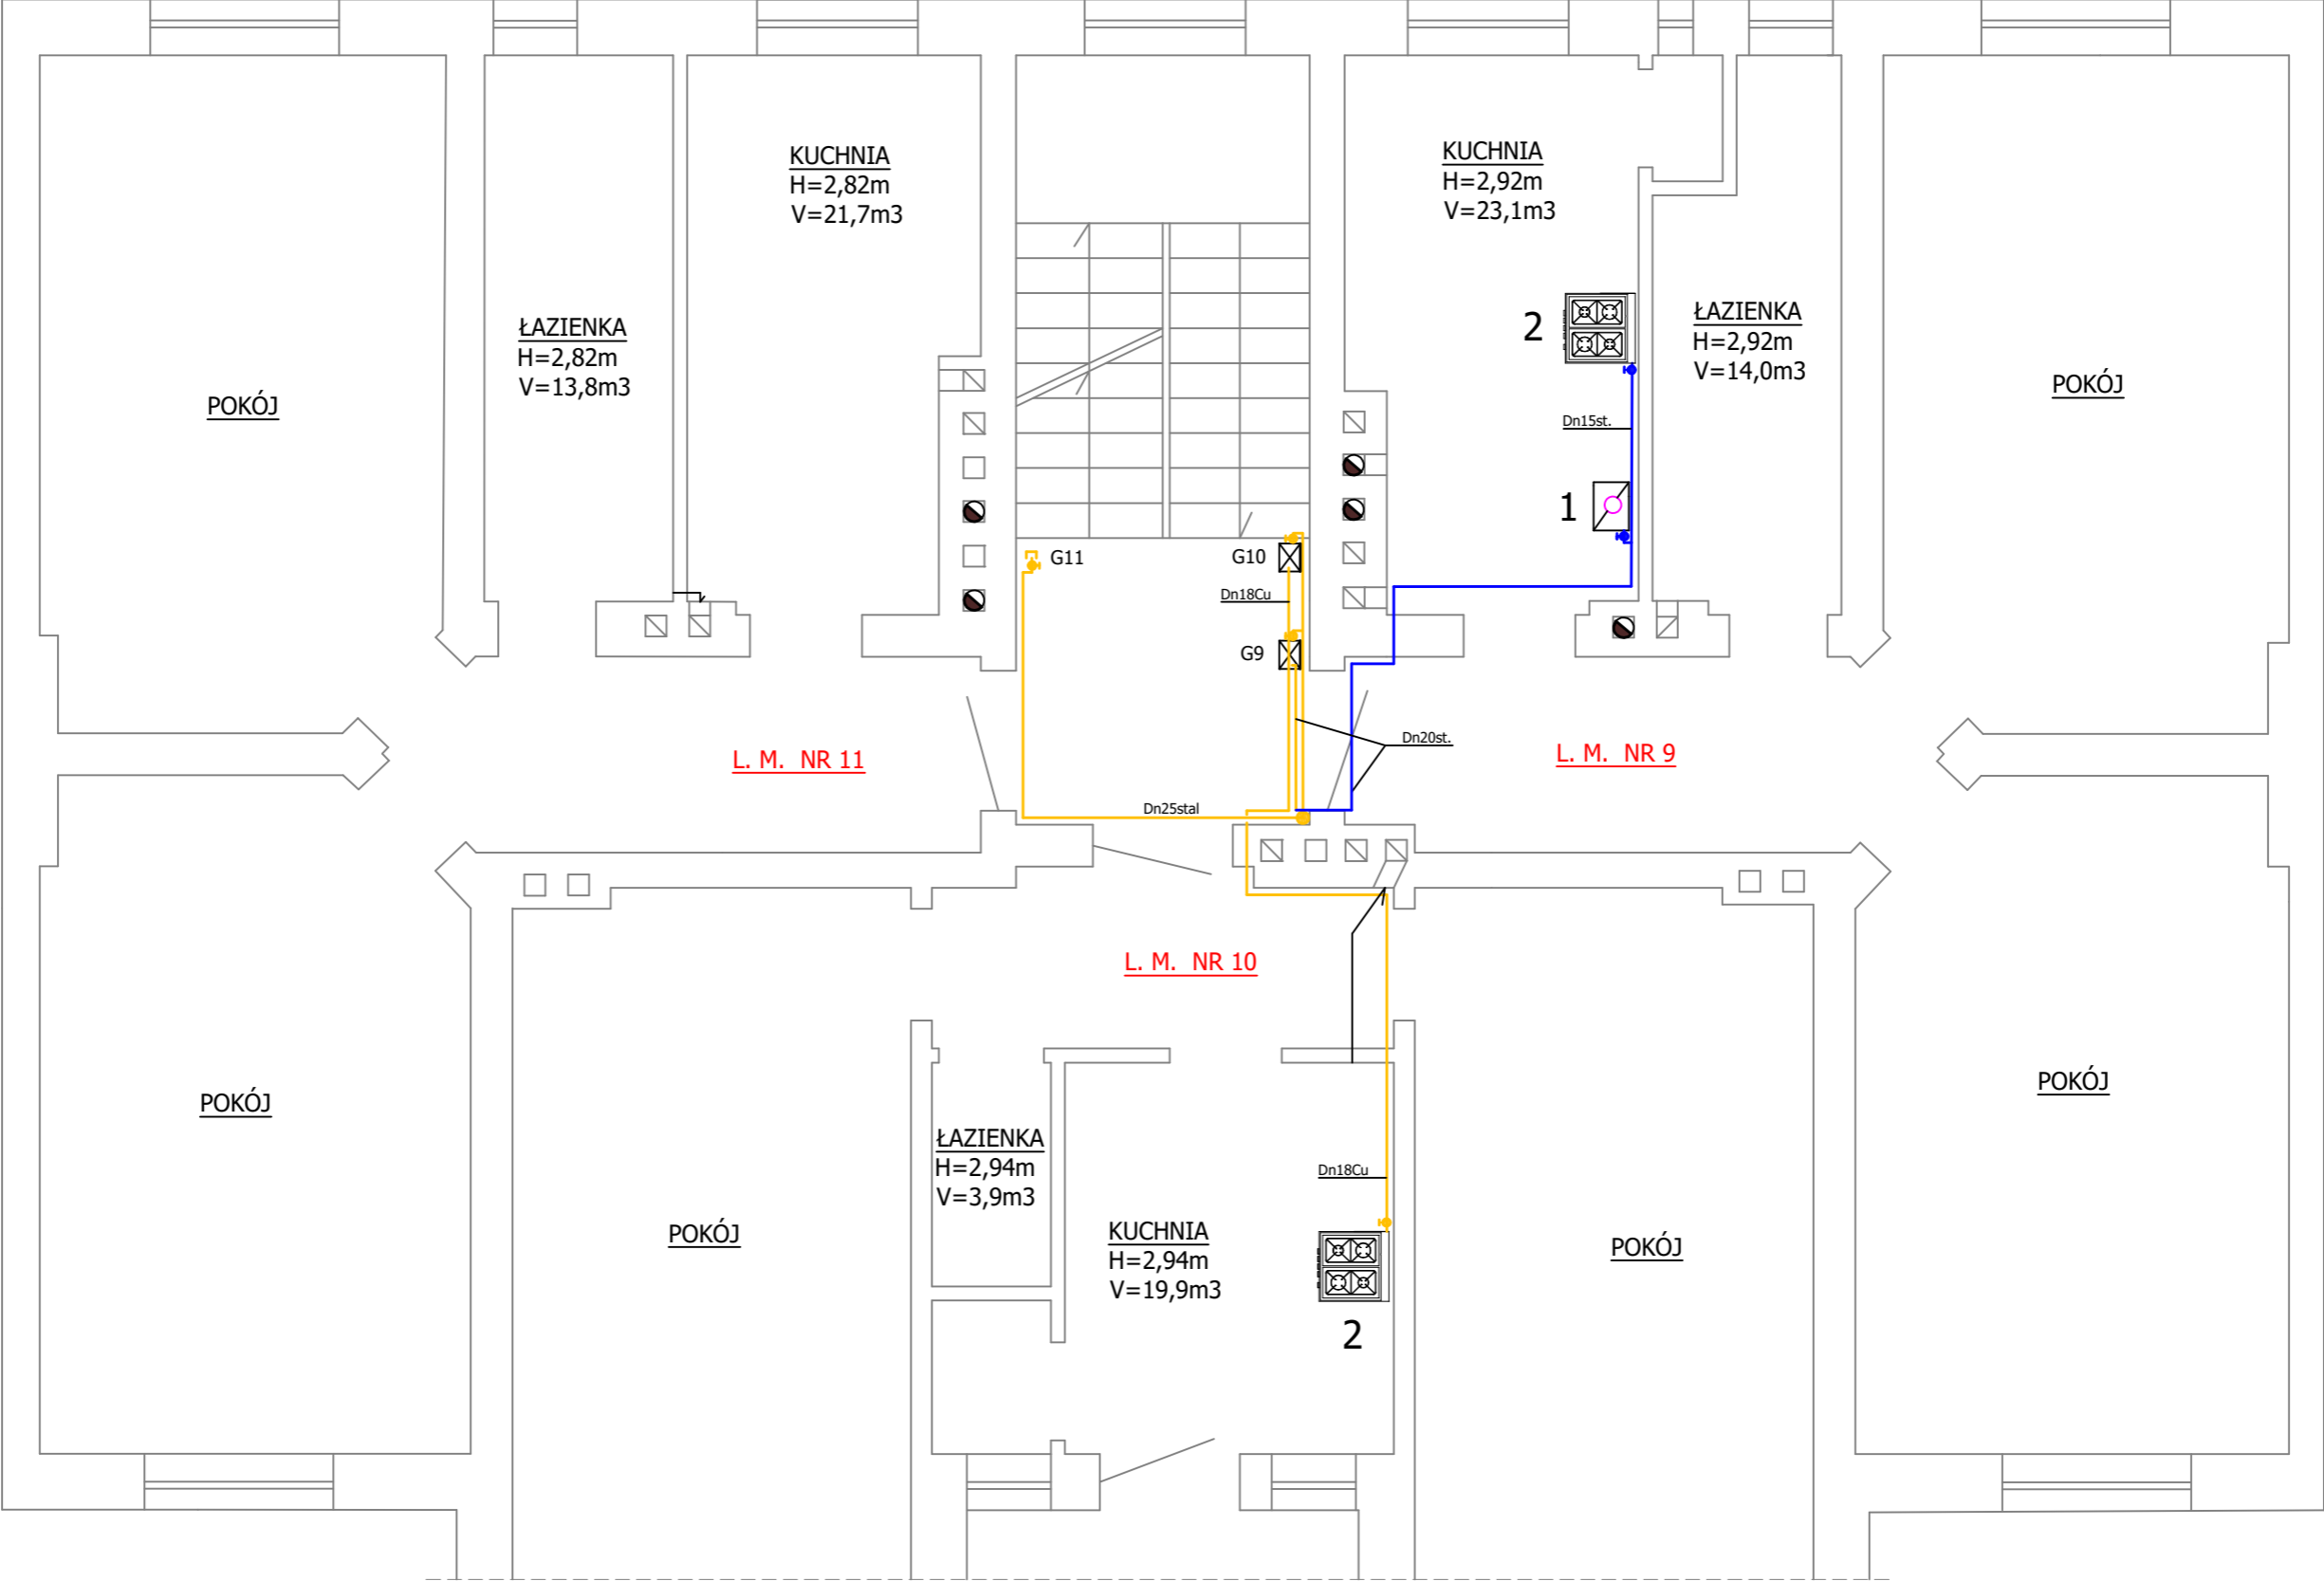 KUCHNIA
H=2,82m
V=21,7m3
KUCHNIA
H=2,92m
V=23,1m3
ŁAZIENKA
H=2,82m
V=13,8m3
2
ŁAZIENKA
H=2,92m
V=14,0m3
POKÓJ
POKÓJ
Dn15st.
1
G11
G10
Dn18Cu
G9
Dn20st.
L. M. NR 11
L. M. NR 9
Dn25stal
L. M. NR 10
POKÓJ
POKÓJ
ŁAZIENKA
H=2,94m
V=3,9m3
Dn18Cu
POKÓJ
KUCHNIA
H=2,94m
V=19,9m3
POKÓJ
2